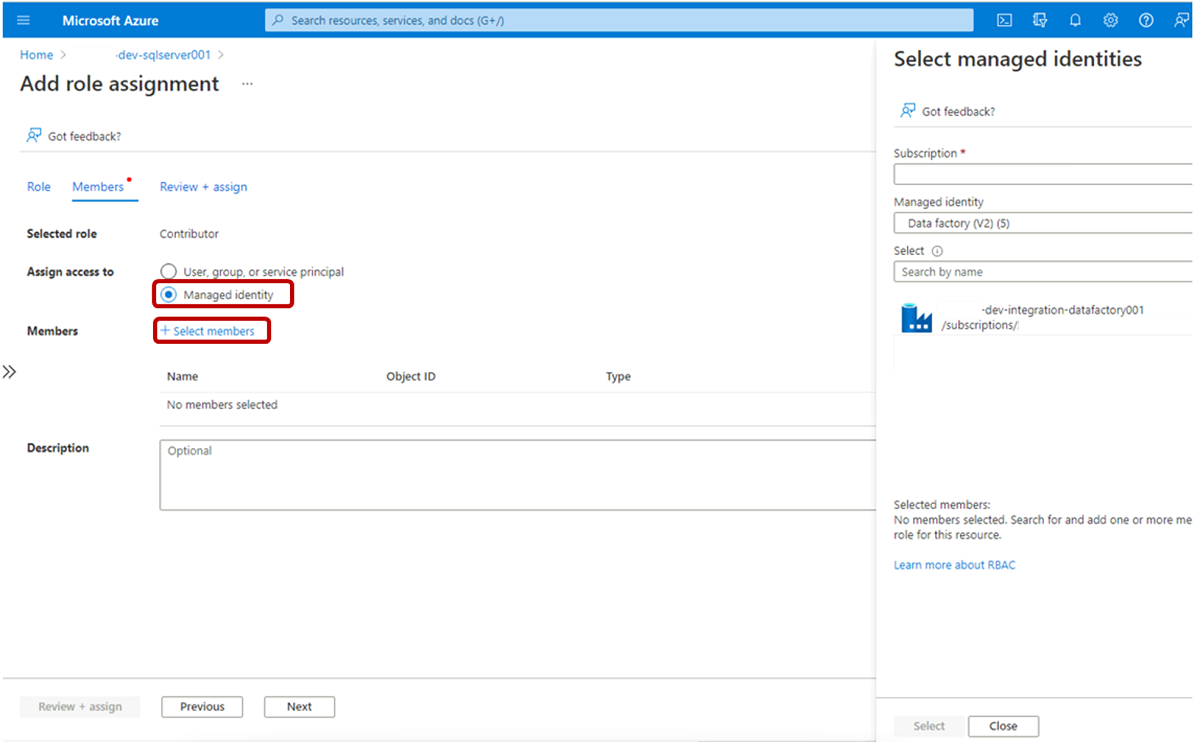 Microsoft Azure
Search resources, services, and docs (G+/)
Home > -dev-sqlserver001 >
Add role assignment ...
Got feedback?
Role Members Review + assign
Selected role Contributor
Assign access to User, group, or service principal
Managed identity
Members + Select members
Name Object ID Type
No members selected
Description Optional
Review + assign Previous Next
Select managed identities
Got feedback?
Subscription *
Managed identity
Data factory (V2) (5)
Select
Search by name
-dev-integration-datafactory001
/subscriptions/
Selected members:
No members selected. Search for and add one or more me
role for this resource.
Learn more about RBAC
Select Close